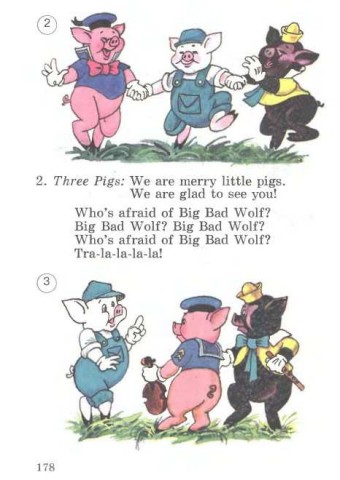 2
2. Three Pigs: We are merry little pigs.
We are glad to see you!
Who's afraid of Big Bad Wolf?
Big Bad Wolf? Big Bad Wolf?
Who's afraid of Big Bad Wolf?
Tra-la-la-la-la!
3
178